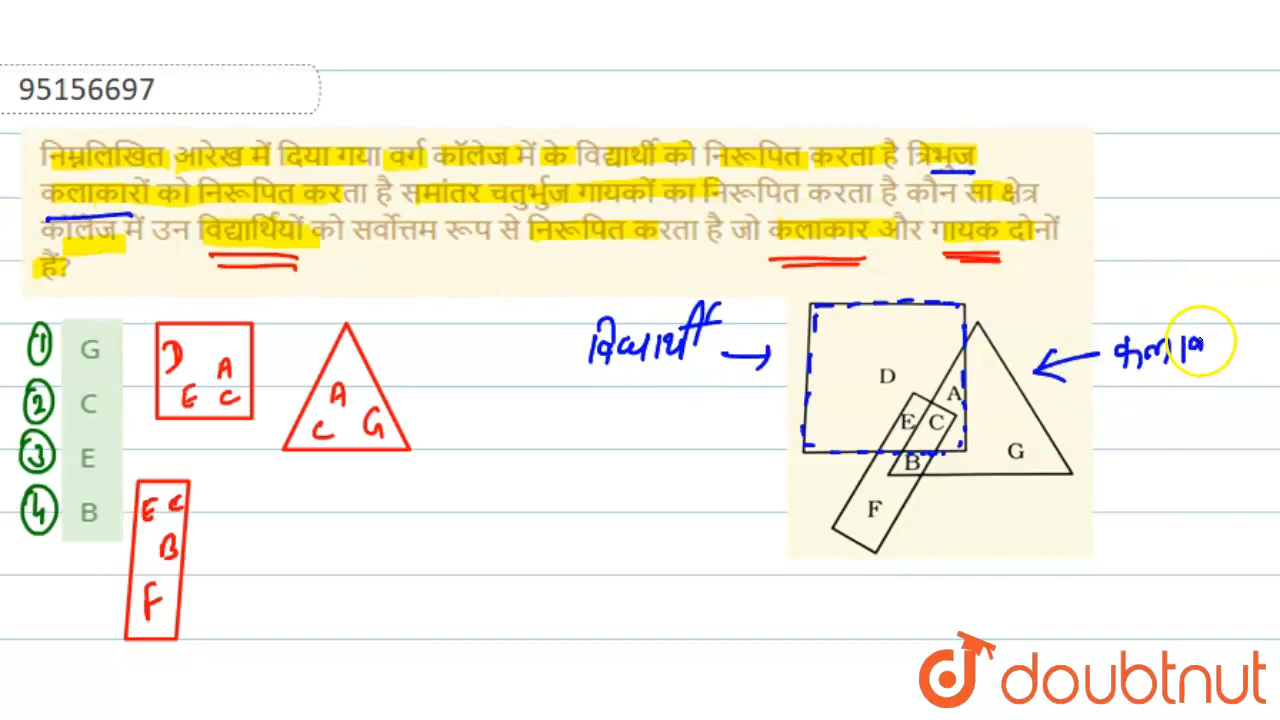 95156697
निम्नलिखित आरेख में दिया गया वर्ग कॉलेज में के विद्यार्थी को निरूपित करता है त्रिभुज
कलाकारों को निरूपित करता है समांतर चतुर्भुज गायकों का निरूपित करता है कौन सा क्षेत्र
कॉलेज में उन विद्यार्थियों को सर्वोत्तम रूप से निरूपित करता है जो कलाकार और गायक दोनों
हैं?
1 G
2 C
3 E
4 B
D
A
E C
A
C G
E C
B
F
D
A
E C
G
B
F
doubtnut